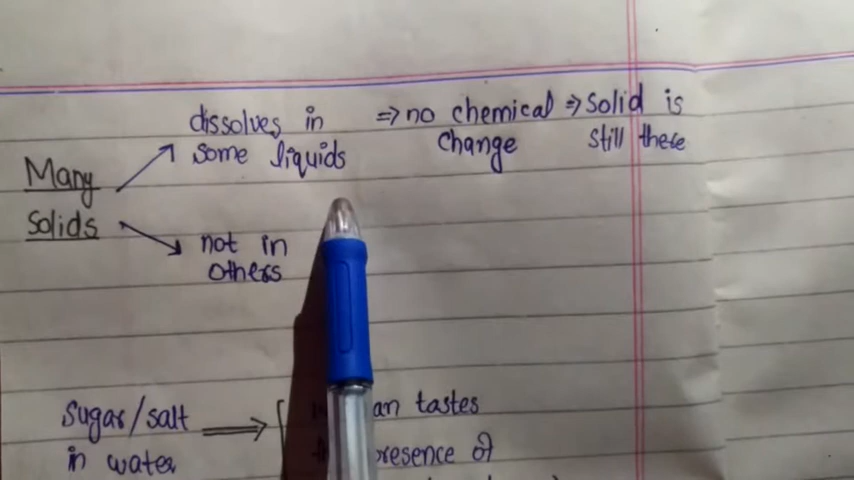 dissolves in ⇒ no chemical ⇒ solid is
some liquids change still there
Many
Solids
not in
others
Sugar/salt ⟹ [ an tastes
in water resence of